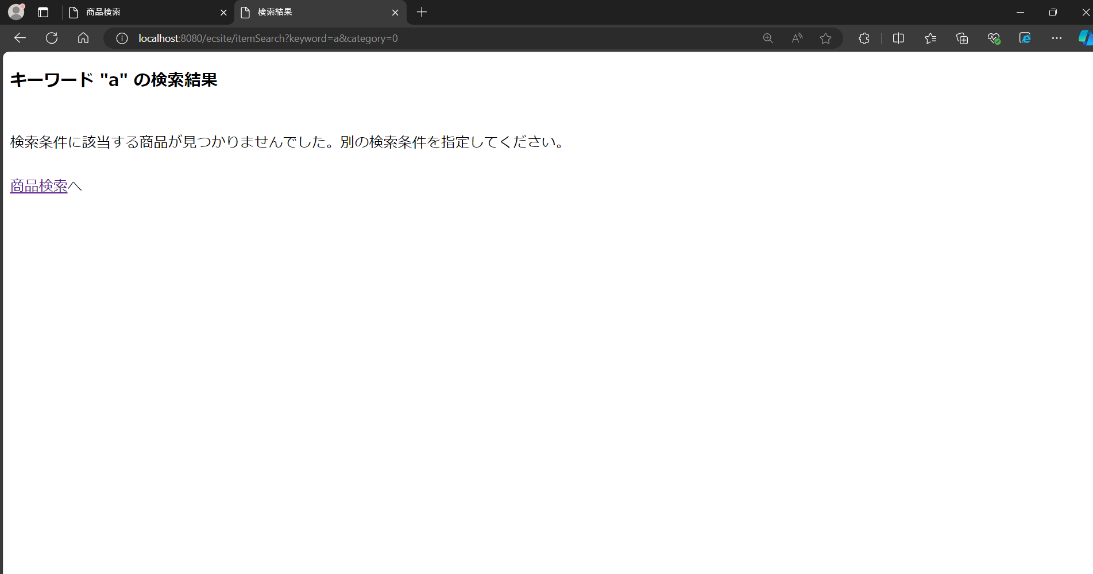 商品検索
検索結果
localhost:8080/ecsite/itemSearch?keyword=a&category=0
キーワード "a" の検索結果
検索条件に該当する商品が見つかりませんでした。別の検索条件を指定してください。
商品検索へ